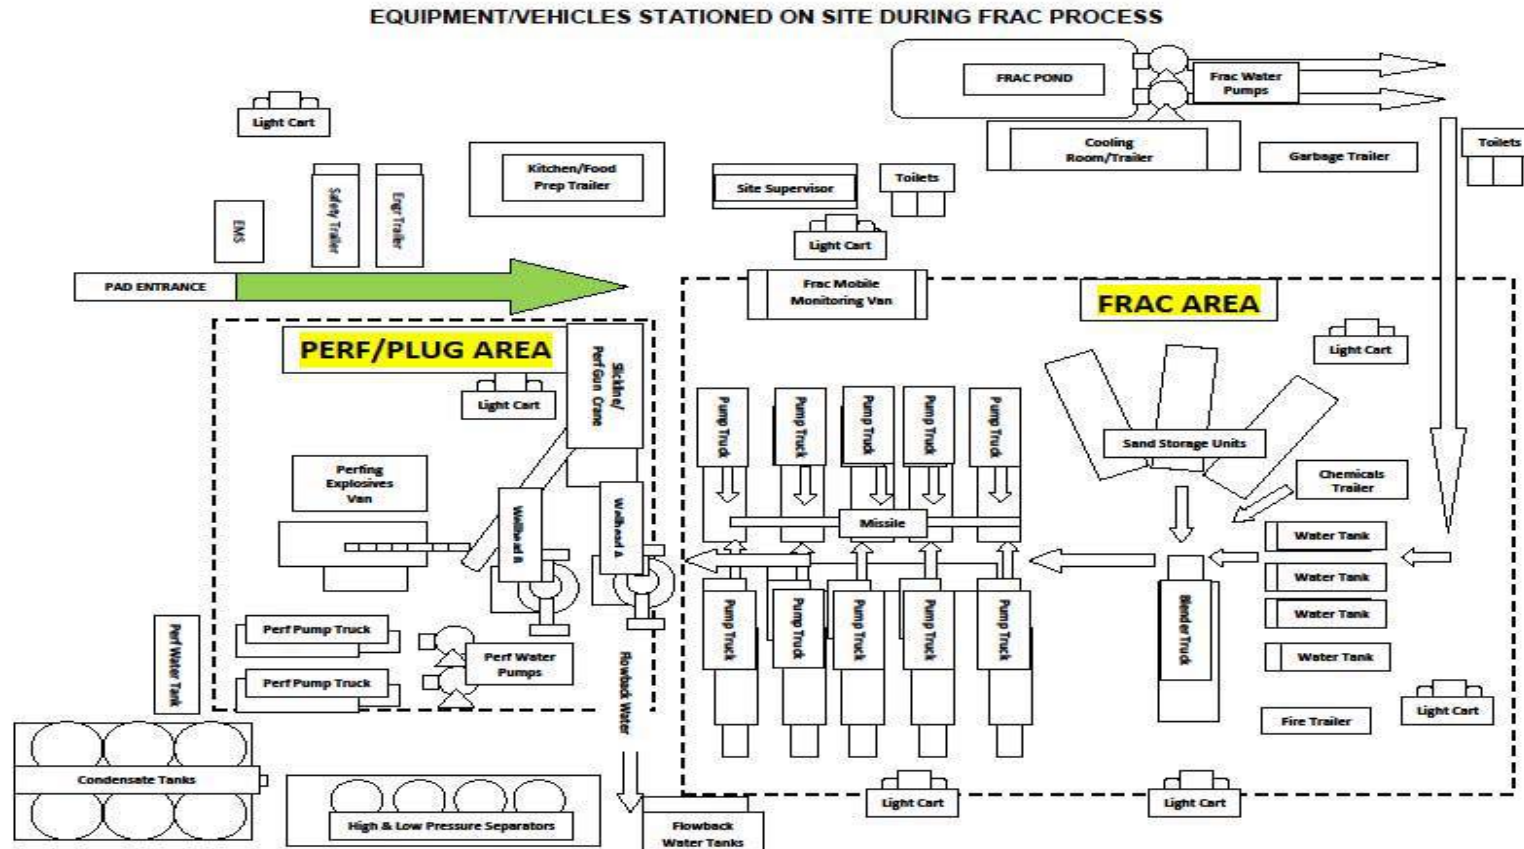 EQUIPMENT/VEHICLES STATIONED ON SITE DURING FRAC PROCESS
FRAC POND
Frac Water
Pumps
Light Cart
Cooling
Room/Trailer
Garbage Trailer
Toilets
Kitchen/Food
Prep Trailer
Site Supervisor
Toilets
Safety Trailer
Engr Trailer
EMS
Light Cart
PAD ENTRANCE
Frac Mobile
Monitoring Van
FRAC AREA
PERF/PLUG AREA
Slickline/
Perf Gun Crane
Light Cart
Light Cart
Pump Truck
Pump Truck
Pump Truck
Pump Truck
Pump Truck
Sand Storage Units
Perfing
Explosives
Van
Chemicals
Trailer
Wellhead B
Wellhead A
Missile
Water Tank
Water Tank
Water Tank
Water Tank
Pump Truck
Pump Truck
Pump Truck
Pump Truck
Pump Truck
Blender Truck
Perf Water Tank
Perf Pump Truck
Perf Pump Truck
Perf Water
Pumps
Flowback Water
Fire Trailer
Light Cart
Condensate Tanks
High & Low Pressure Separators
Flowback
Water Tanks
Light Cart
Light Cart